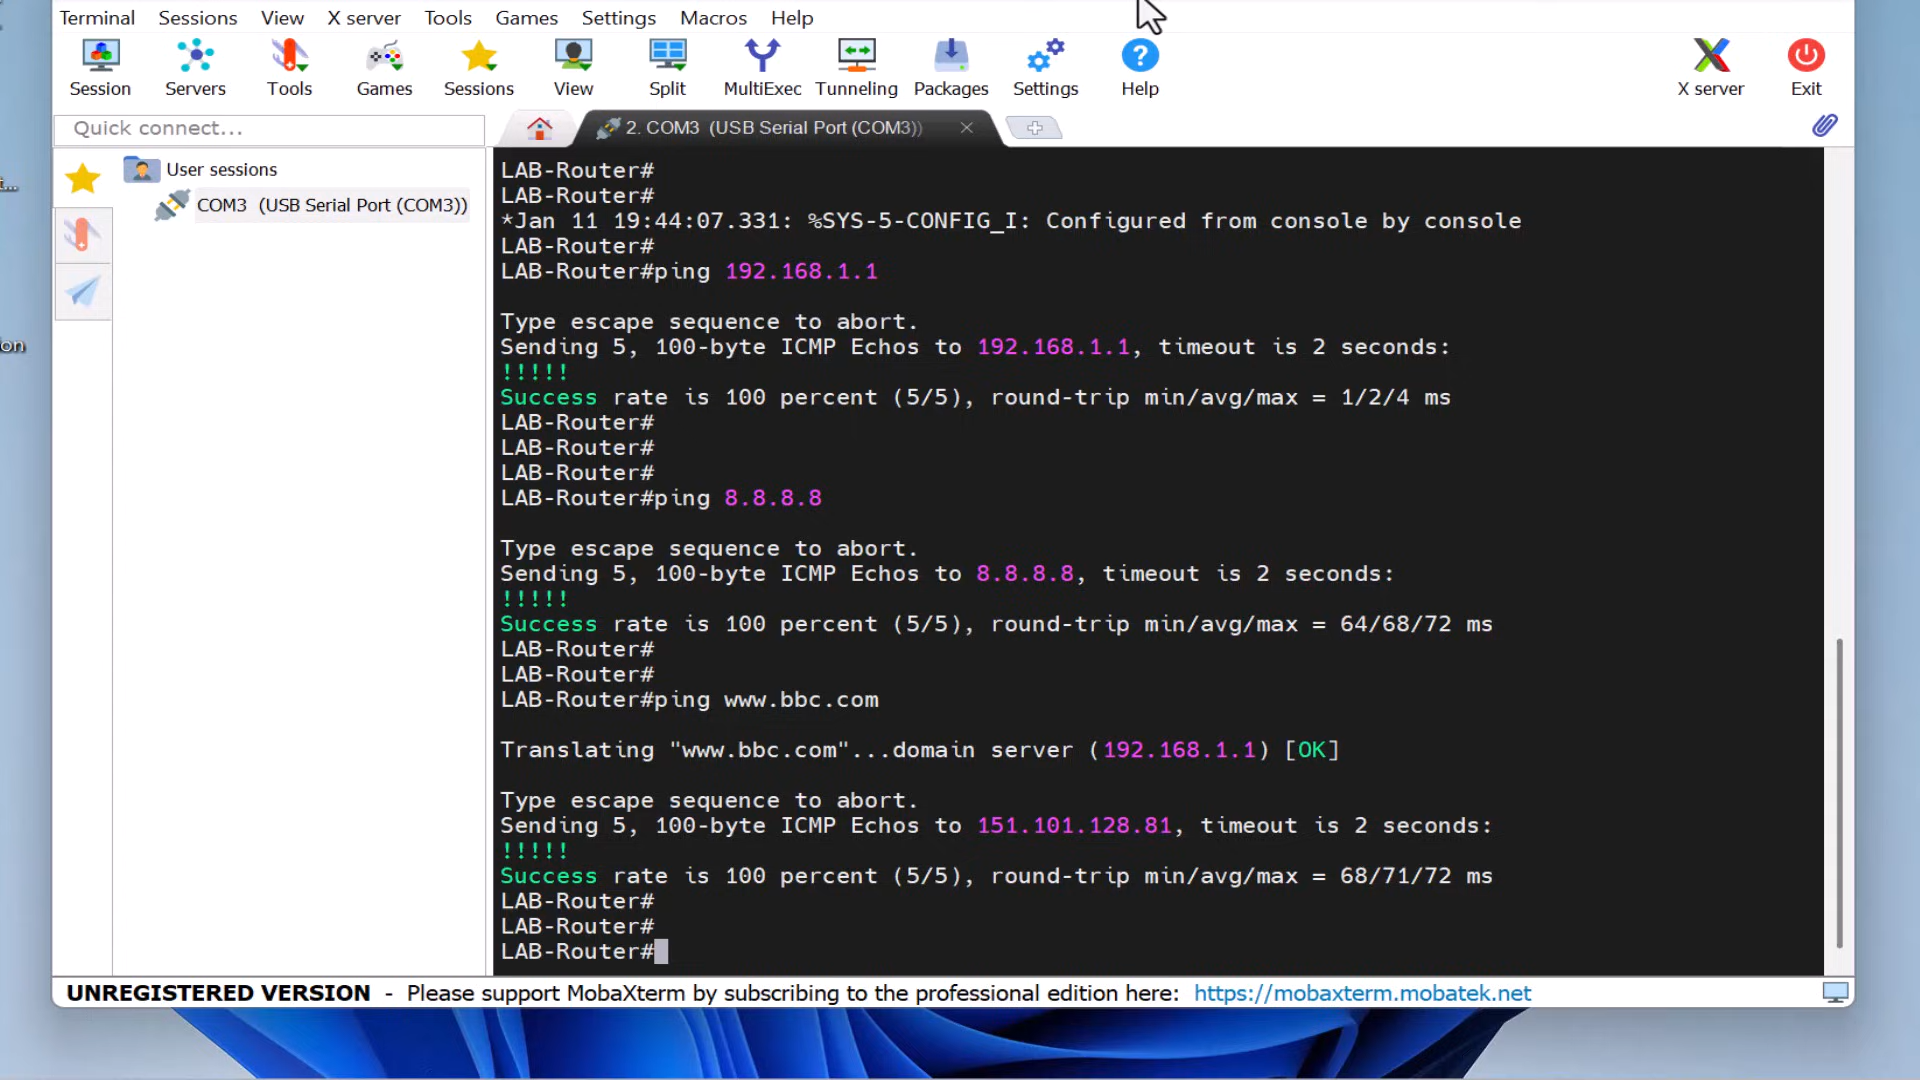 Terminal Sessions View X server Tools Games Settings Macros Help
Session Servers Tools Games Sessions View Split MultiExec Tunneling Packages Settings Help X server Exit
Quick connect...
2. COM3 (USB Serial Port (COM3))
User sessions
COM3 (USB Serial Port (COM3))
on
LAB-Router#
LAB-Router#
*Jan 11 19:44:07.331: %SYS-5-CONFIG_I: Configured from console by console
LAB-Router#
LAB-Router#ping 192.168.1.1
Type escape sequence to abort.
Sending 5, 100-byte ICMP Echos to 192.168.1.1, timeout is 2 seconds:
!!!!!
Success rate is 100 percent (5/5), round-trip min/avg/max = 1/2/4 ms
LAB-Router#
LAB-Router#
LAB-Router#
LAB-Router#ping 8.8.8.8
Type escape sequence to abort.
Sending 5, 100-byte ICMP Echos to 8.8.8.8, timeout is 2 seconds:
!!!!!
Success rate is 100 percent (5/5), round-trip min/avg/max = 64/68/72 ms
LAB-Router#
LAB-Router#
LAB-Router#ping www.bbc.com
Translating "www.bbc.com"...domain server (192.168.1.1) [OK]
Type escape sequence to abort.
Sending 5, 100-byte ICMP Echos to 151.101.128.81, timeout is 2 seconds:
!!!!!
Success rate is 100 percent (5/5), round-trip min/avg/max = 68/71/72 ms
LAB-Router#
LAB-Router#
LAB-Router#
UNREGISTERED VERSION - Please support MobaXterm by subscribing to the professional edition here: https://mobaxterm.mobatek.net